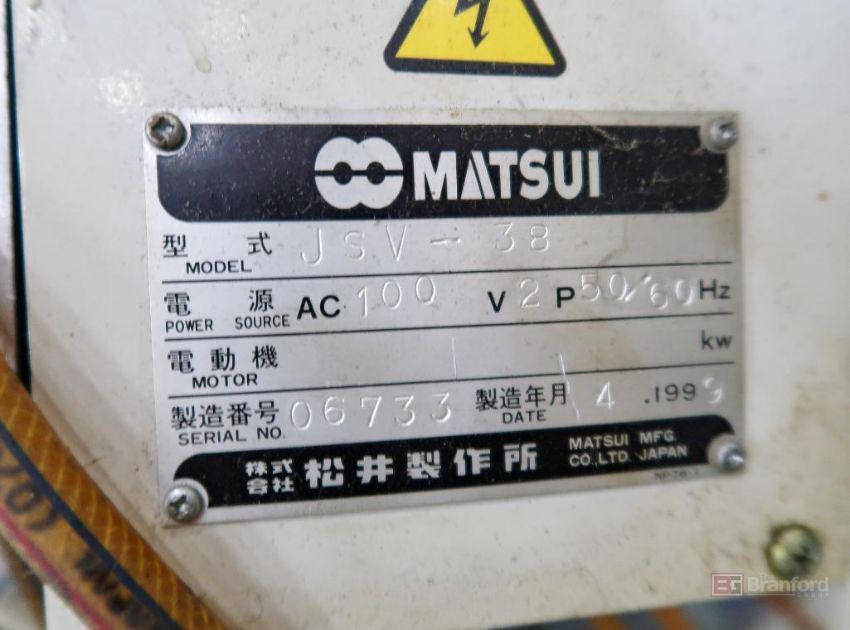 MATSUI
型式 JSV-38
MODEL
電源 AC 100 V 2 P 50/60 Hz
POWER SOURCE
電動機 kw
MOTOR
製造番号 06733 製造年月 4 .1999
SERIAL NO. DATE
株式会社 松井製作所 MATSUI MFG. CO.,LTD. JAPAN
The Branford GROUP